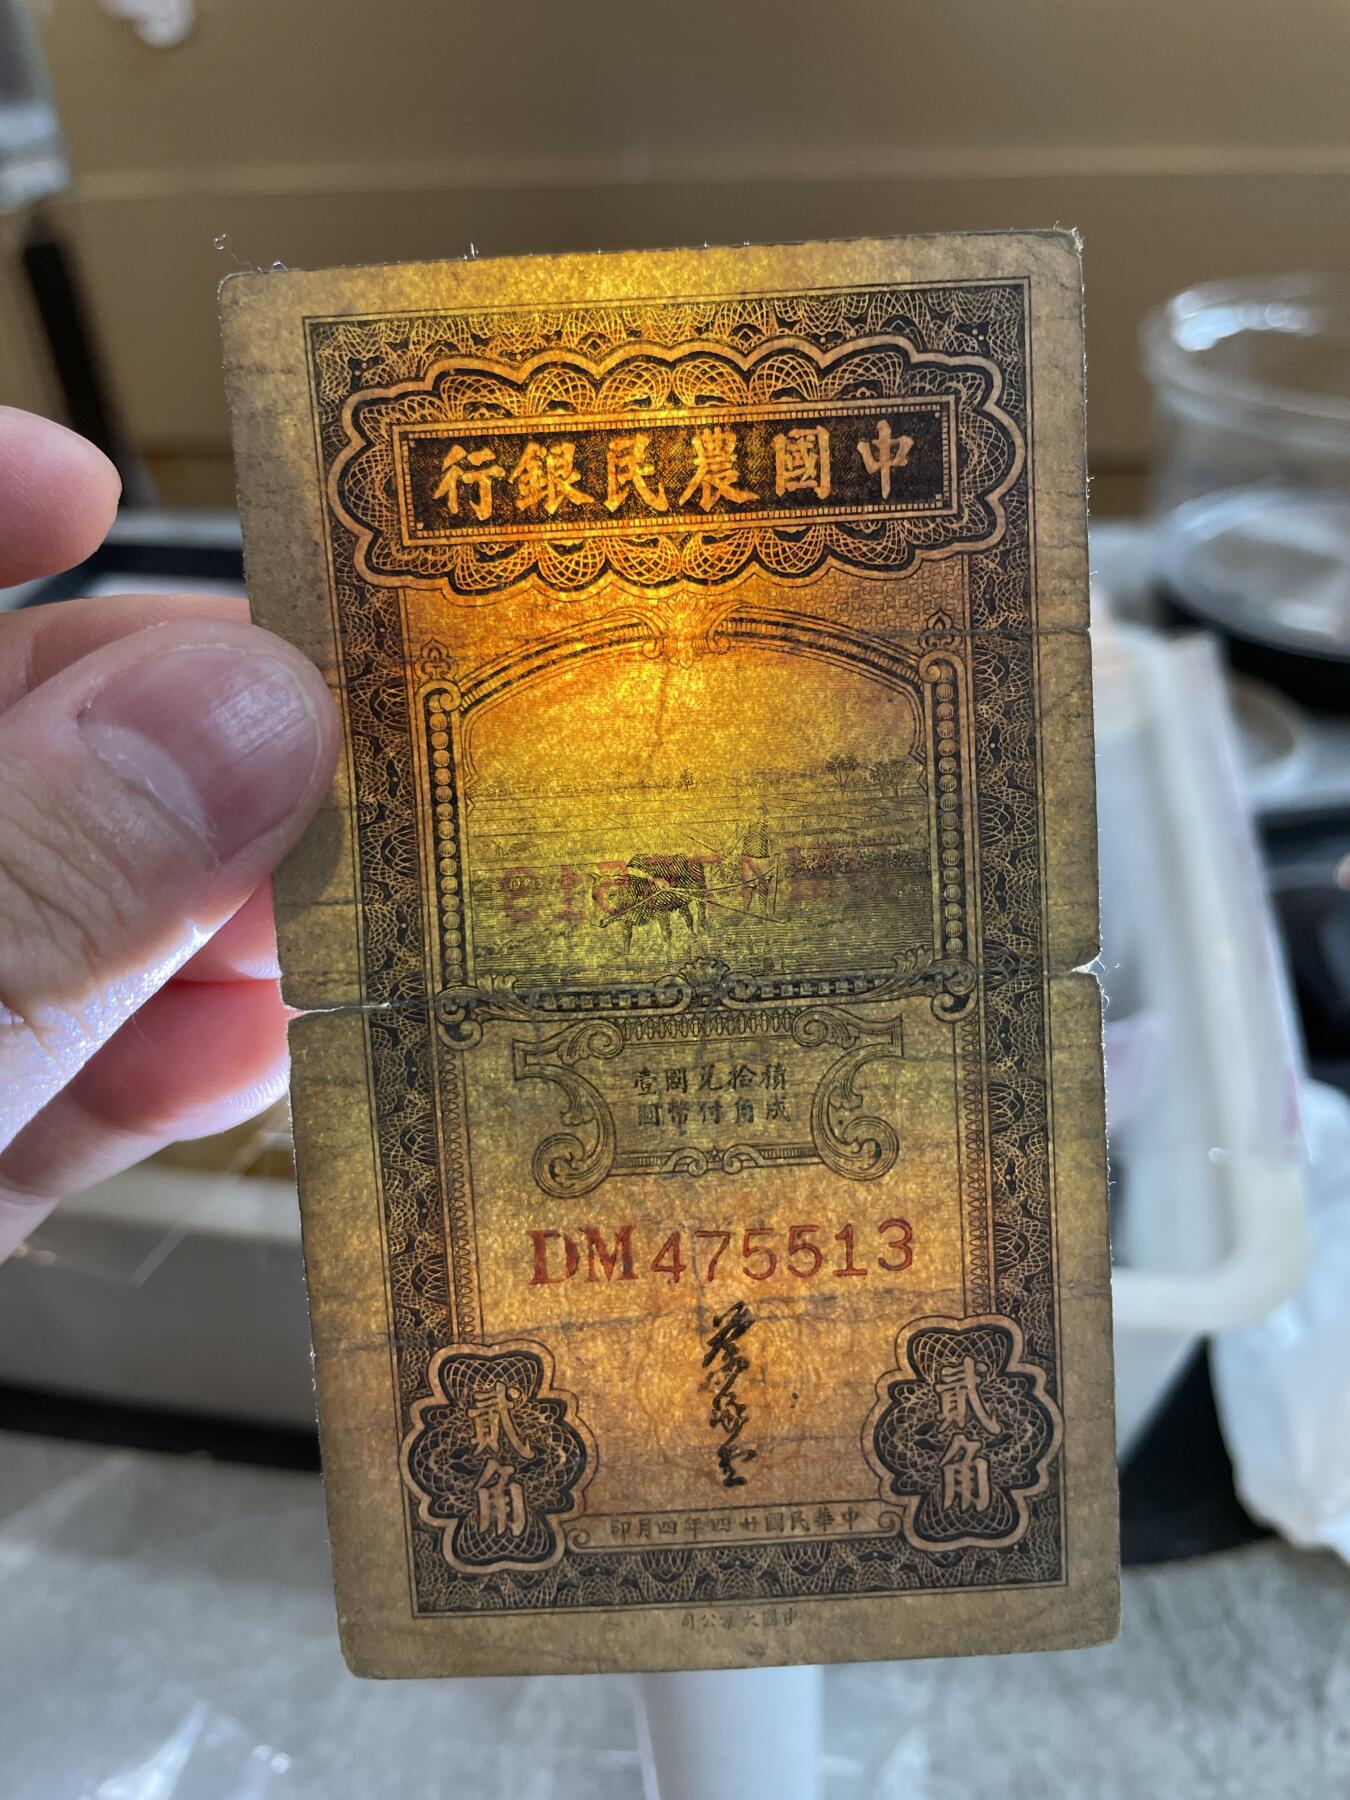 中國農民銀行
積拾兌國壹
成角付幣圓
DM475513
貳角
貳角
中華民國廿四年四月印